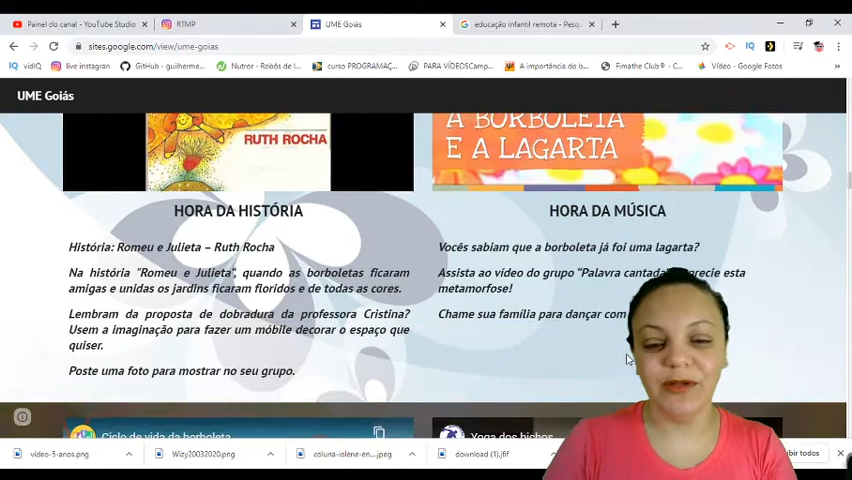 Painel do canal - YouTube Studio
RTMP
UME Goiás
educação infantil remota - Pesq
sites.google.com/view/ume-goias
vidIQ
live instagran
GitHub - guilherme...
Nutror - Robôs de I...
curso PROGRAMAÇ...
PARA VÍDEOSCamp...
A importância do b...
Fimathe Club® - C...
Vídeo - Google Fotos
UME Goiás
RUTH ROCHA
A BORBOLETA
E A LAGARTA
HORA DA HISTÓRIA
HORA DA MÚSICA
História: Romeu e Julieta – Ruth Rocha
Na história "Romeu e Julieta", quando as borboletas ficaram
amigas e unidas os jardins ficaram floridos e de todas as cores.
Lembram da proposta de dobradura da professora Cristina?
Usem a imaginação para fazer um móbile decorar o espaço que
quiser.
Poste uma foto para mostrar no seu grupo.
Vocês sabiam que a borboleta já foi uma lagarta?
Assista ao vídeo do grupo "Palavra cantada" esta
metamorfose!
Chame sua família para dançar com
Ciclo de vida da borboleta
Yoga dos bichos
vídeo-5-anos.png
Wizy20032020.png
coluna-iolene-en....jpeg
download (1).jfif
ibir todos